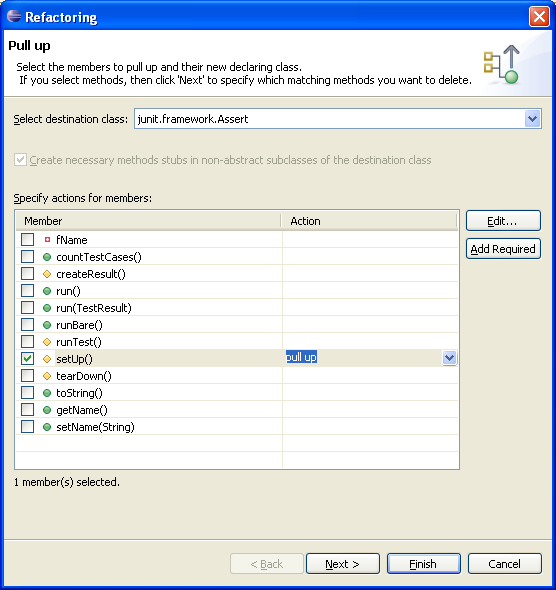 Refactoring
Pull up
Select the members to pull up and their new declaring class.
If you select methods, then click 'Next' to specify which matching methods you want to delete.
Select destination class: junit.framework.Assert
Create necessary methods stubs in non-abstract subclasses of the destination class
Specify actions for members:
Member Action
Edit...
fName
countTestCases()
Add Required
createResult()
run()
run(TestResult)
runBare()
runTest()
setUp() pull up
tearDown()
toString()
getName()
setName(String)
1 member(s) selected.
< Back Next > Finish Cancel